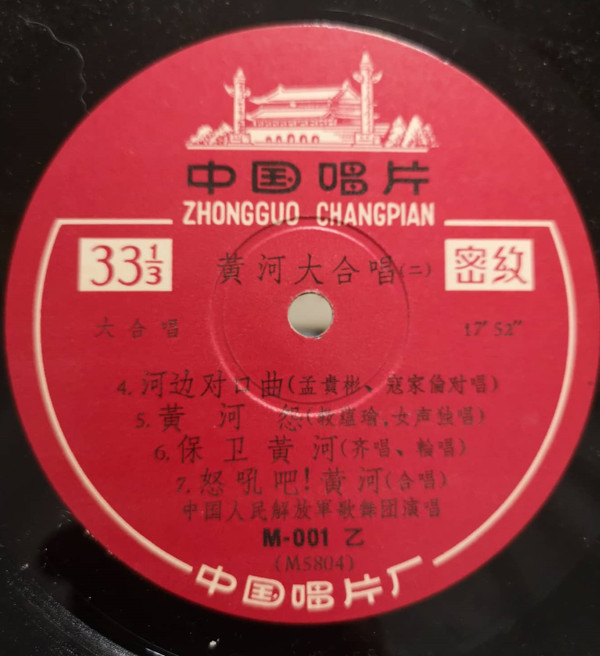 中国唱片
ZHONGGUO CHANGPIAN
33 1/3
密纹
黄河大合唱(二)
大合唱
17′52″
4. 河边对口曲(孟贵彬、寇家倫对唱)
5. 黄河怨(瑜,女声独唱)
6. 保卫黄河(齐唱、輪唱)
7. 怒吼吧!黄河(合唱)
中国人民解放軍歌舞团演唱
M-001 乙
(M5804)
中国唱片厂